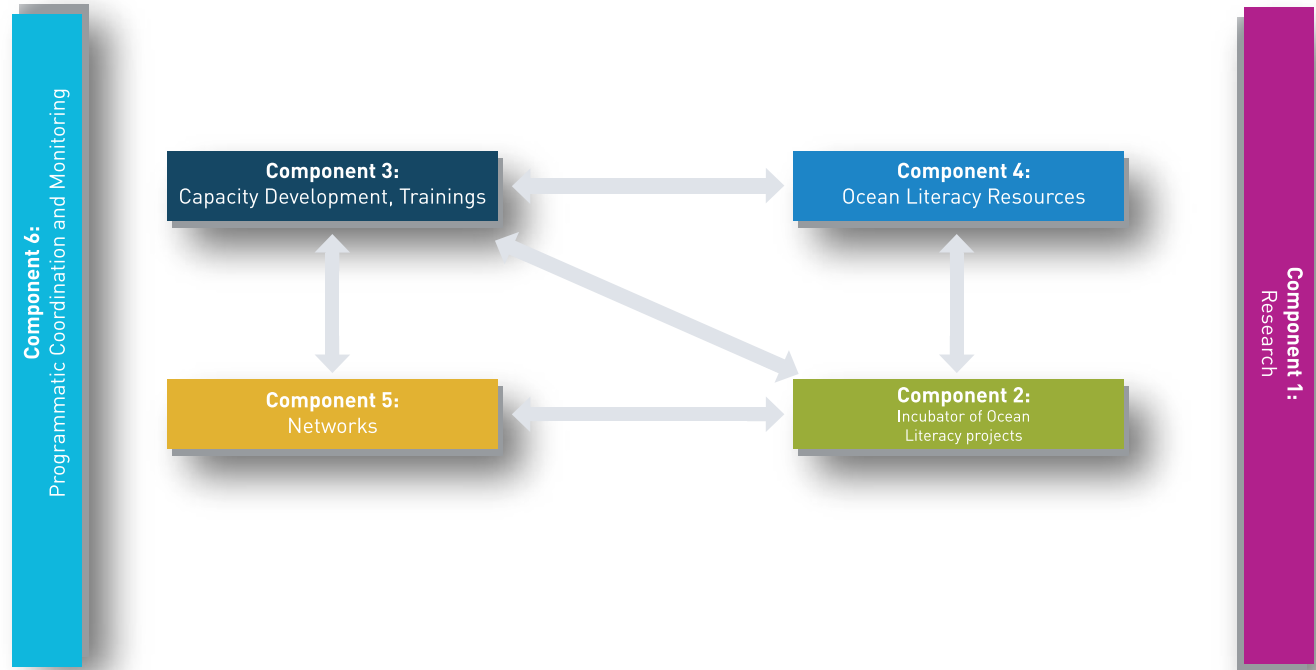 Component 6:
Programmatic Coordination and Monitoring
Component 3:
Capacity Development, Trainings
Component 4:
Ocean Literacy Resources
Component 5:
Networks
Component 2:
Incubator of Ocean
Literacy projects
Component 1:
Research